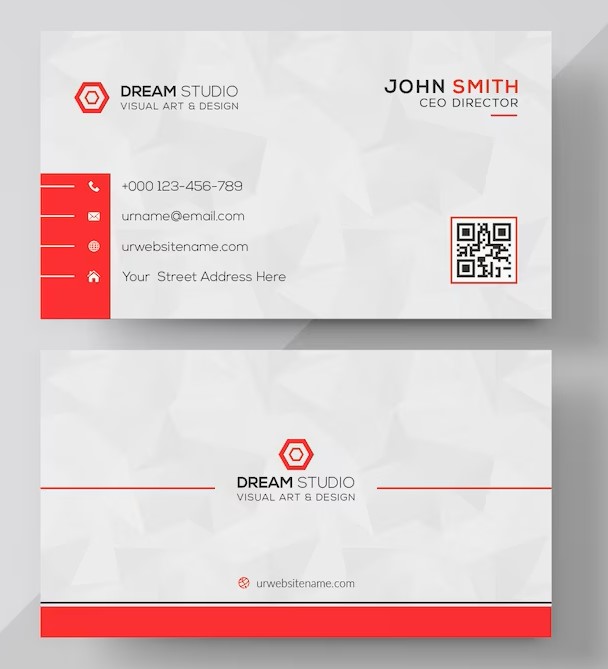 DREAM STUDIO
VISUAL ART & DESIGN
JOHN SMITH
CEO DIRECTOR
+000 123-456-789
urname@email.com
urwebsitename.com
Your Street Address Here
DREAM STUDIO
VISUAL ART & DESIGN
urwebsitename.com